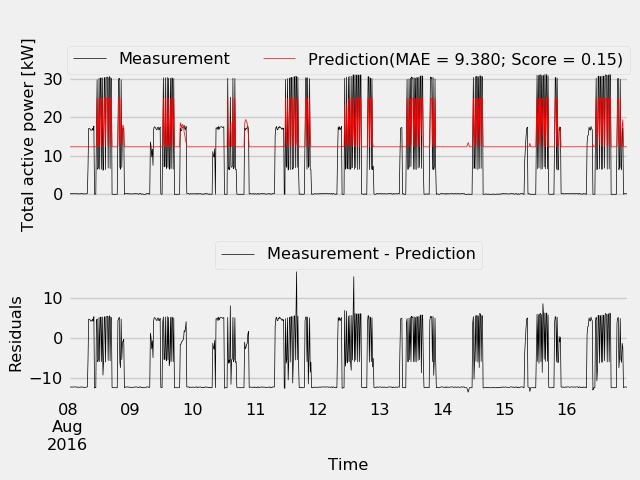 Measurement
Prediction(MAE = 9.380; Score = 0.15)
Total active power [kW]
30
20
10
0
Measurement - Prediction
Residuals
10
0
−10
08 09 10 11 12 13 14 15 16
Aug
2016
Time